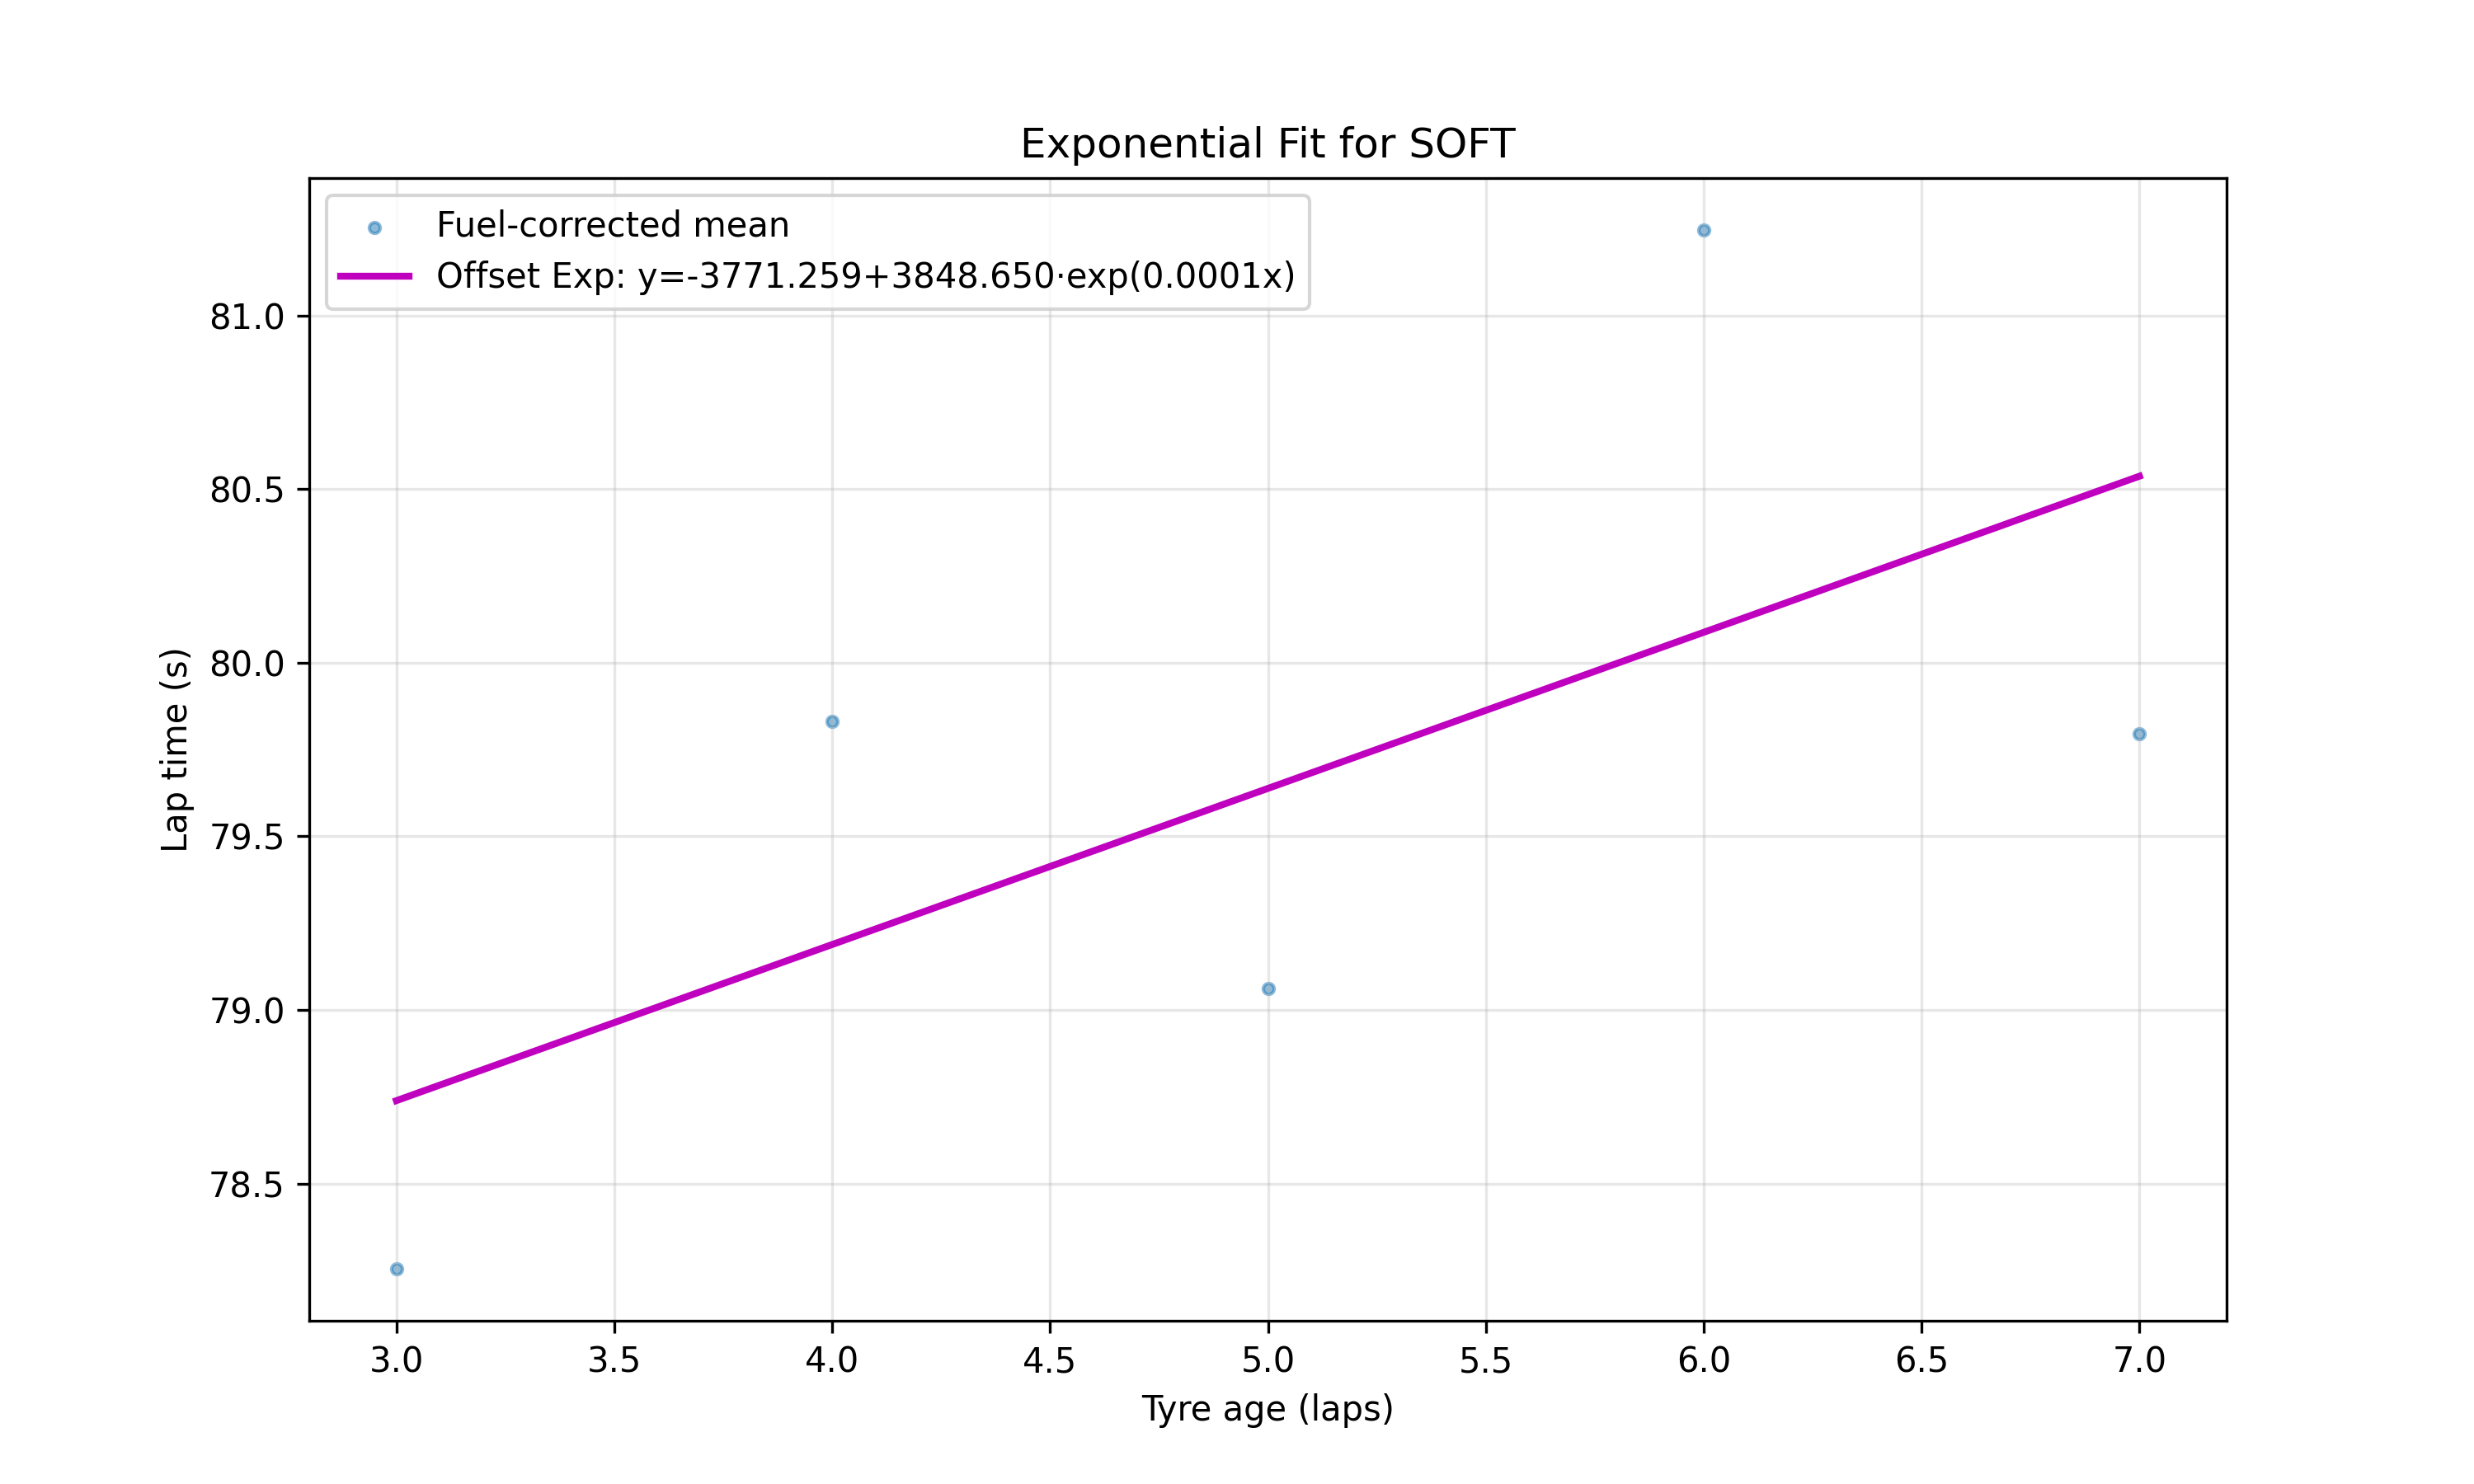 Exponential Fit for SOFT
Fuel-corrected mean
Offset Exp: y=-3771.259+3848.650·exp(0.0001x)
81.0
80.5
80.0
79.5
79.0
78.5
Lap time (s)
3.0 3.5 4.0 4.5 5.0 5.5 6.0 6.5 7.0
Tyre age (laps)